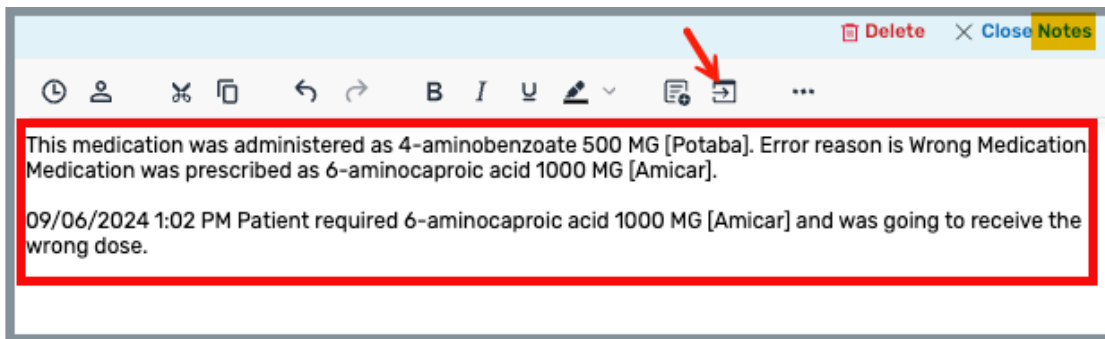 Delete Close Notes
B I U
This medication was administered as 4-aminobenzoate 500 MG [Potaba]. Error reason is Wrong Medication.
Medication was prescribed as 6-aminocaproic acid 1000 MG [Amicar].
09/06/2024 1:02 PM Patient required 6-aminocaproic acid 1000 MG [Amicar] and was going to receive the
wrong dose.